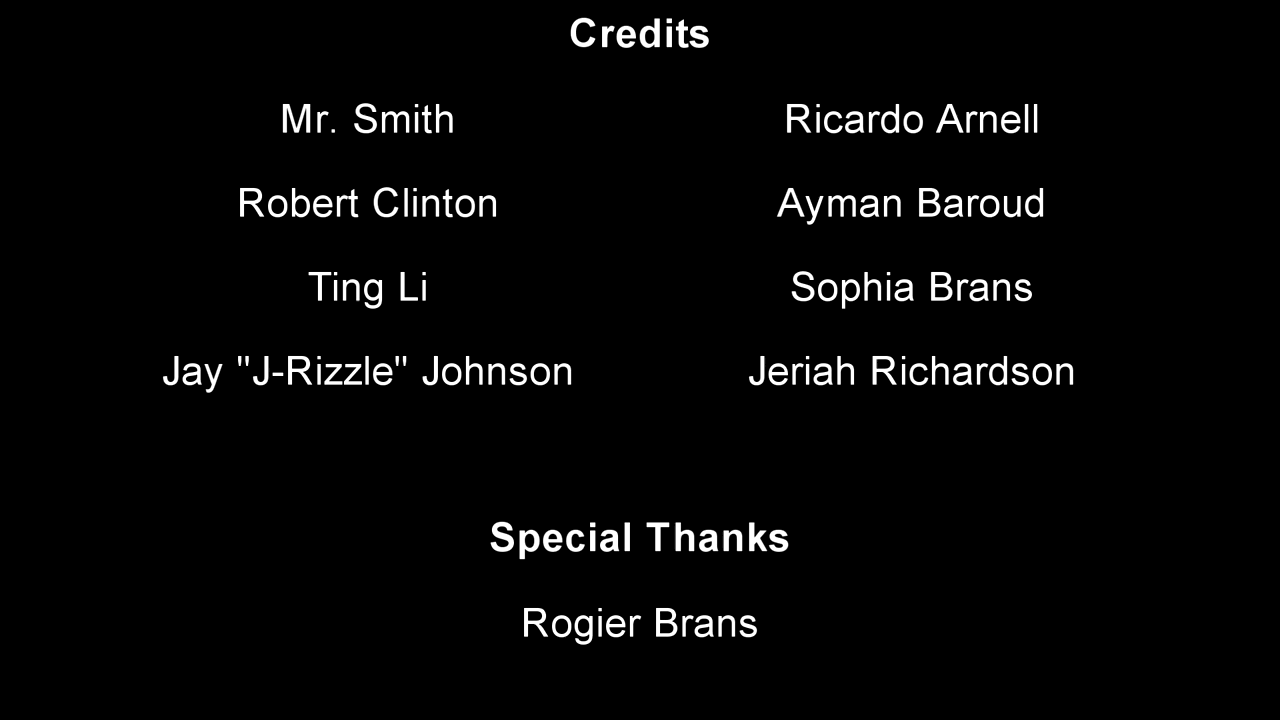 Credits
Mr. Smith Ricardo Arnell
Robert Clinton Ayman Baroud
Ting Li Sophia Brans
Jay "J-Rizzle" Johnson Jeriah Richardson
Special Thanks
Rogier Brans